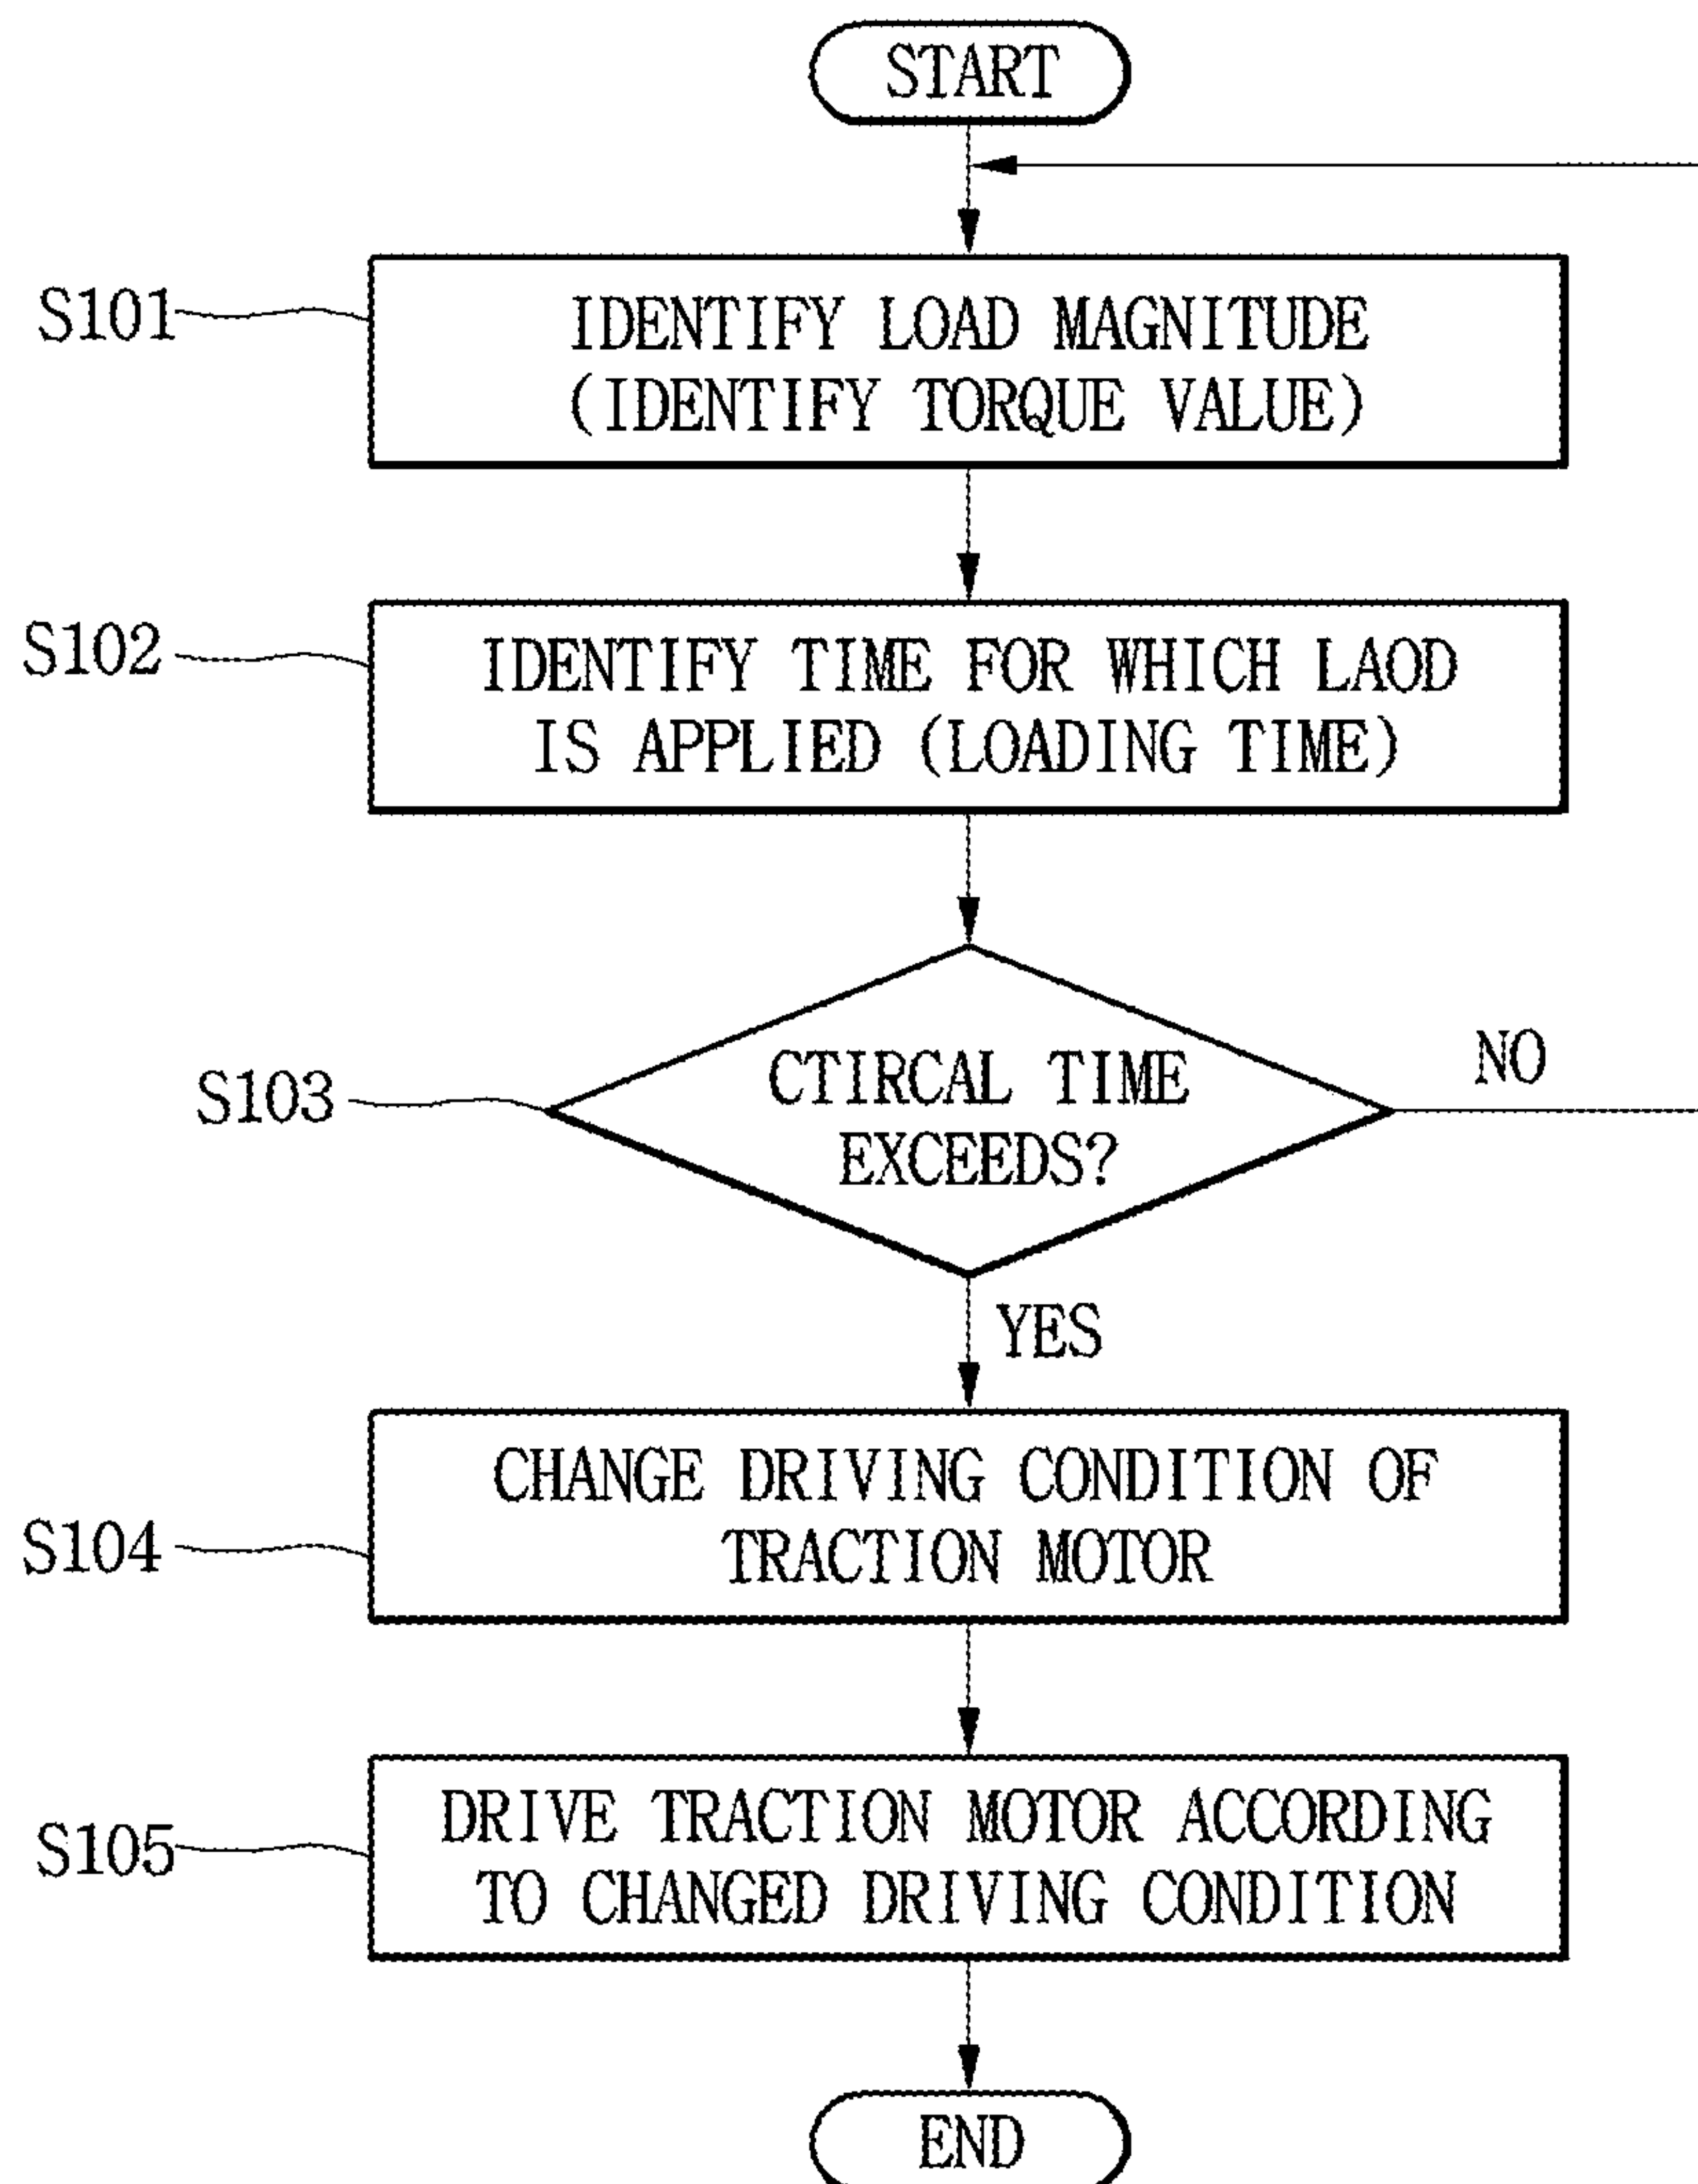 START
S101
IDENTIFY LOAD MAGNITUDE
(IDENTIFY TORQUE VALUE)
S102
IDENTIFY TIME FOR WHICH LAOD
IS APPLIED (LOADING TIME)
S103
CTIRCAL TIME
EXCEEDS?
NO
YES
S104
CHANGE DRIVING CONDITION OF
TRACTION MOTOR
S105
DRIVE TRACTION MOTOR ACCORDING
TO CHANGED DRIVING CONDITION
END